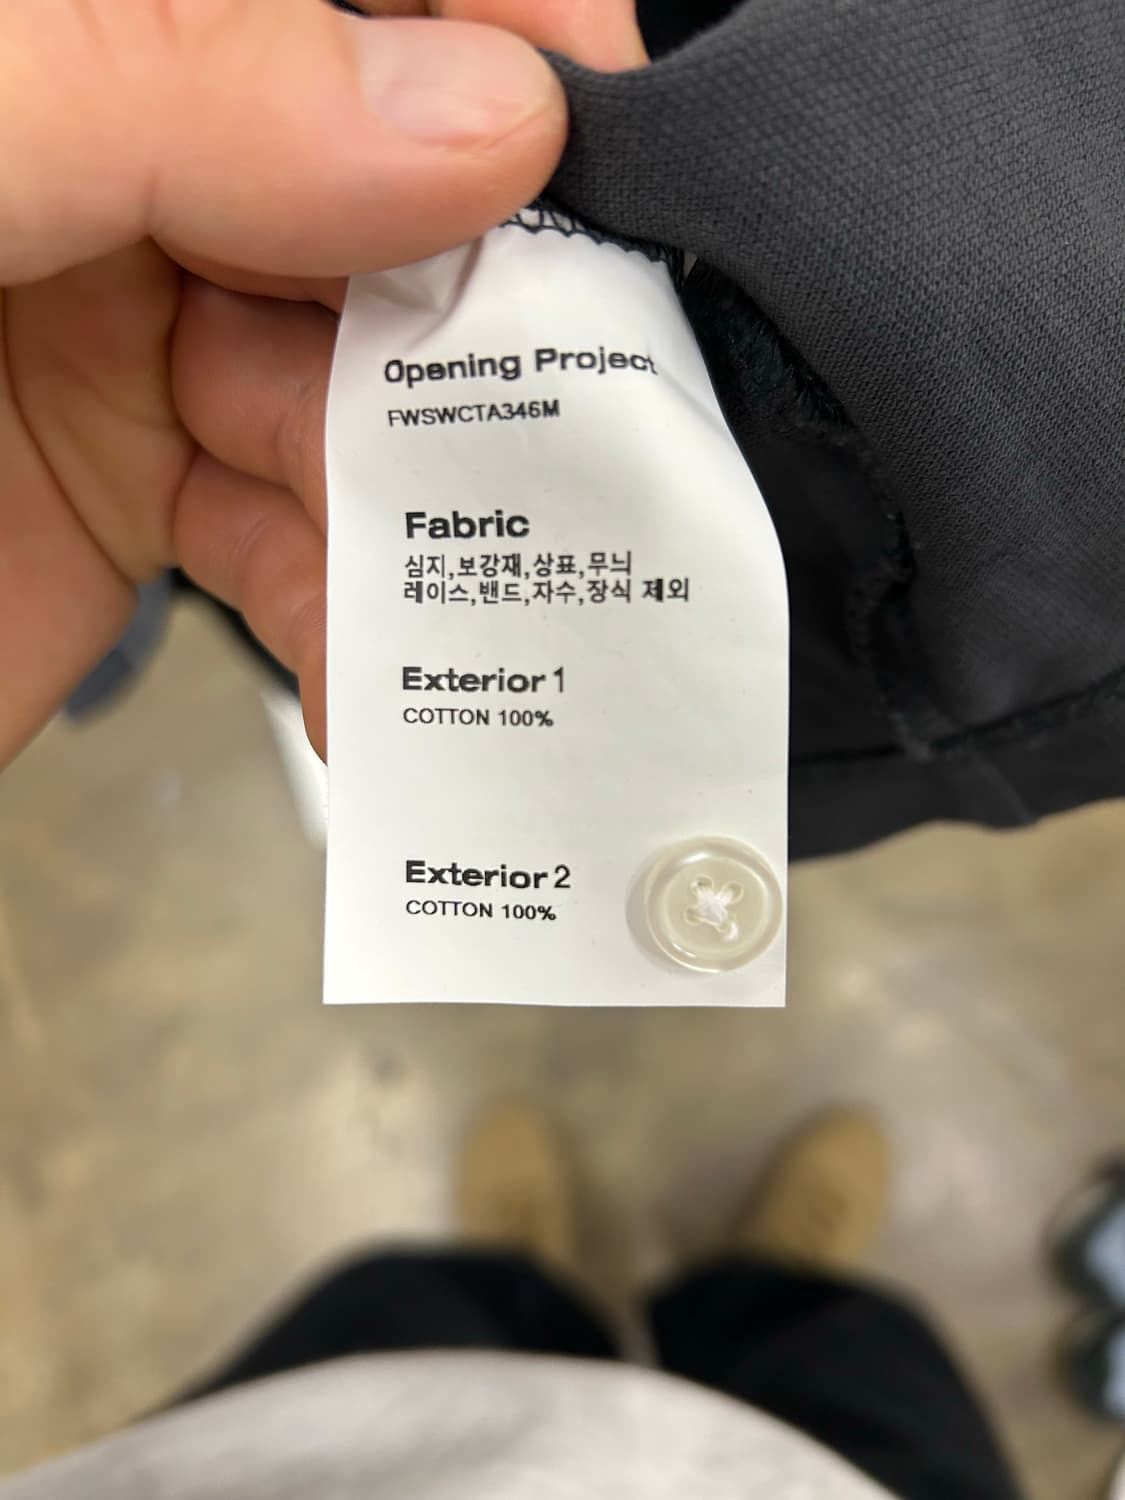 Opening Project
FWSWCTA346M
Fabric
심지,보강재,상표,무늬
레이스,밴드,자수,장식 제외
Exterior 1
COTTON 100%
Exterior 2
COTTON 100%